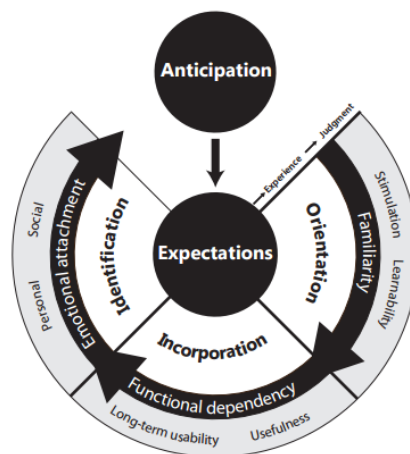 Anticipation
Experience
Judgment
Expectations
Orientation
Familiarity
Stimulation
Learnability
Incorporation
Functional dependency
Long-term usability
Usefulness
Identification
Emotional attachment
Personal
Social